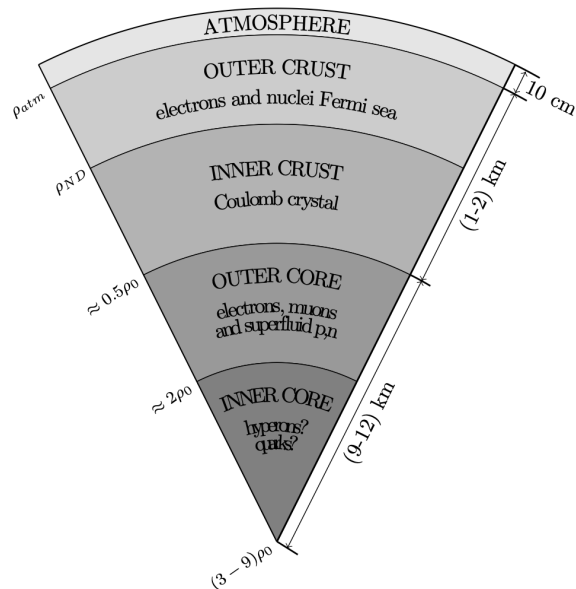 ATMOSPHERE
ρatm
10 cm
OUTER CRUST
electrons and nuclei Fermi sea
ρND
INNER CRUST
Coulomb crystal
(1-2) km
≈ 0.5ρ0
OUTER CORE
electrons, muons
and superfluid p,n
≈ 2ρ0
INNER CORE
hyperons?
quarks?
(9-12) km
(3 − 9)ρ0